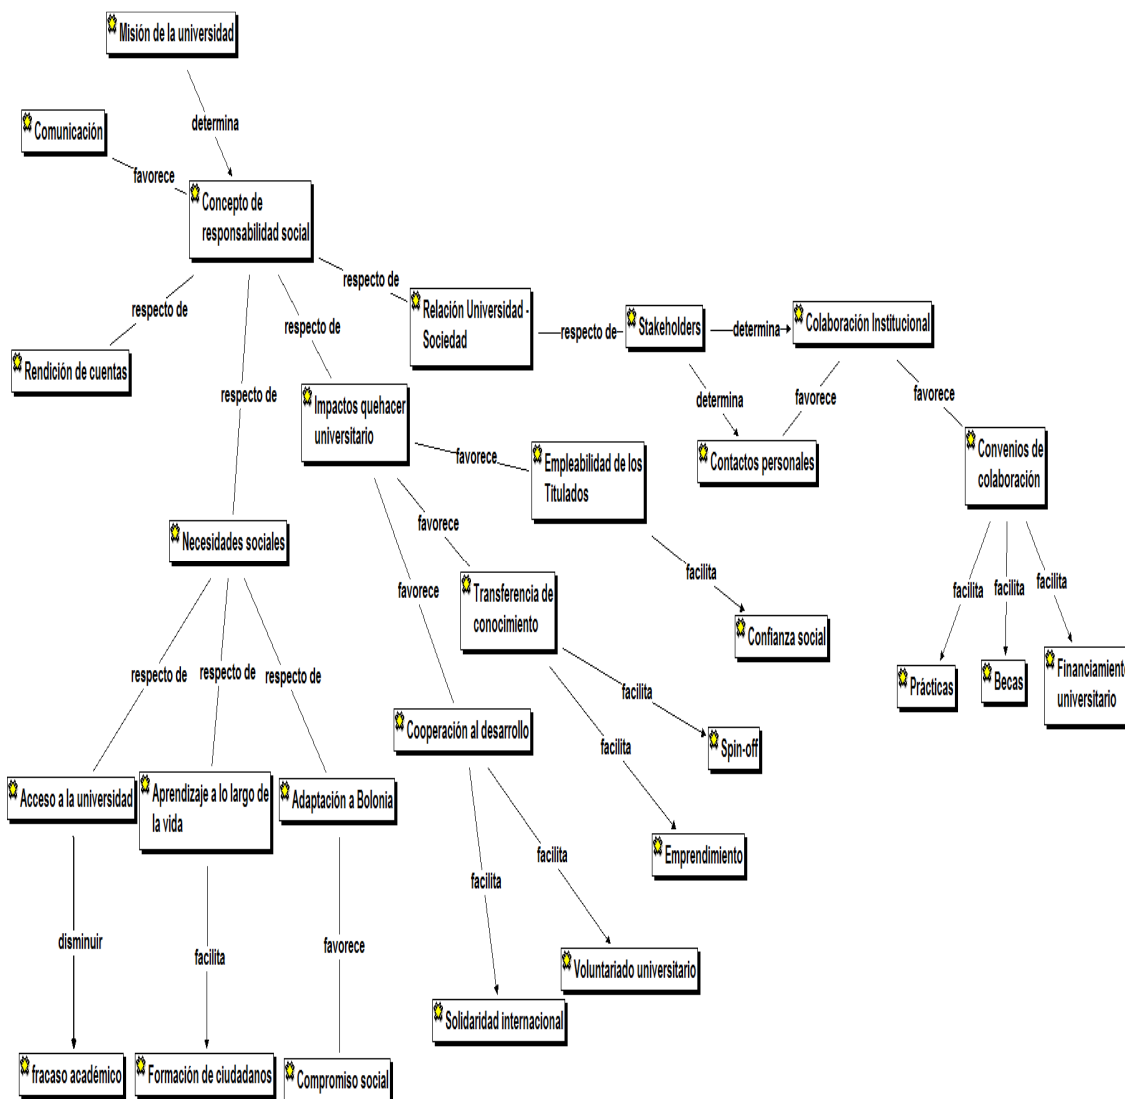 Misión de la universidad
determina
Comunicación
favorece
Concepto de
responsabilidad social
respecto de
respecto de
respecto de
respecto de
Rendición de cuentas
Relación Universidad -
Sociedad
respecto de
Stakeholders
determina
Colaboración Institucional
determina
favorece
favorece
Contactos personales
Convenios de
colaboración
Impactos quehacer
universitario
favorece
Empleabilidad de los
Titulados
favorece
favorece
Necesidades sociales
Transferencia de
conocimiento
facilita
Confianza social
facilita
facilita
facilita
Prácticas
Becas
Financiamiento
universitario
respecto de
respecto de
respecto de
facilita
facilita
Cooperación al desarrollo
Spin-off
Acceso a la universidad
Aprendizaje a lo largo de
la vida
Adaptación a Bolonia
Emprendimiento
facilita
facilita
disminuir
facilita
favorece
Voluntariado universitario
Solidaridad internacional
fracaso académico
Formación de ciudadanos
Compromiso social